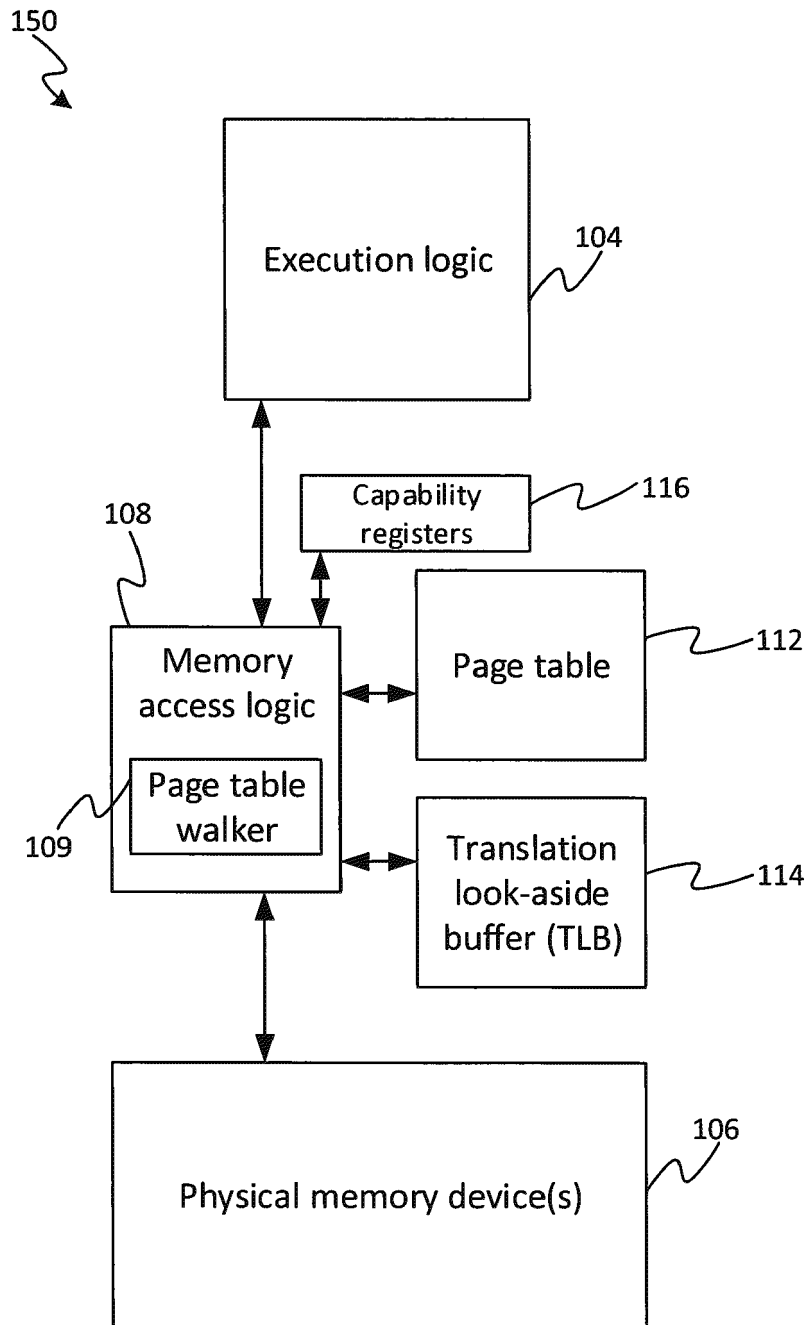 150
Execution logic
104
Capability
registers
116
108
Memory
access logic
Page table
112
Page table
walker
109
Translation
look-aside
buffer (TLB)
114
Physical memory device(s)
106